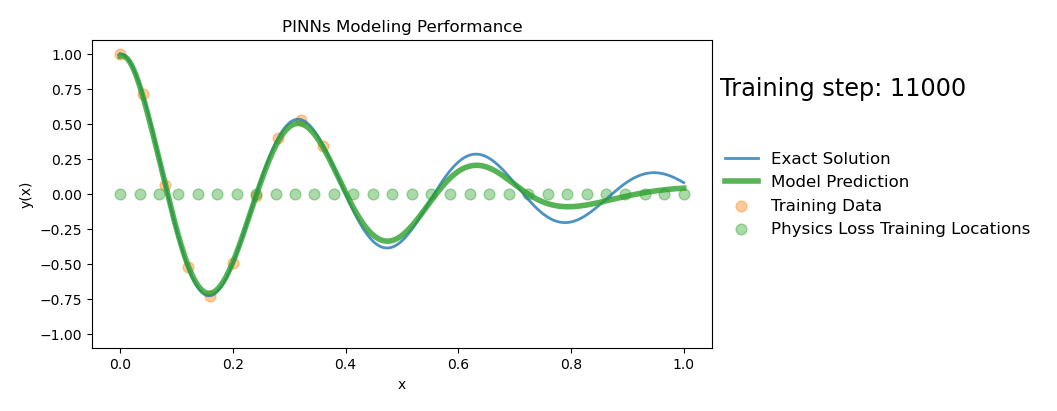 PINNs Modeling Performance
Training step: 11000
1.00
0.75
0.50
0.25
0.00
−0.25
−0.50
−0.75
−1.00
y(x)
0.0
0.2
0.4
0.6
0.8
1.0
x
Exact Solution
Model Prediction
Training Data
Physics Loss Training Locations